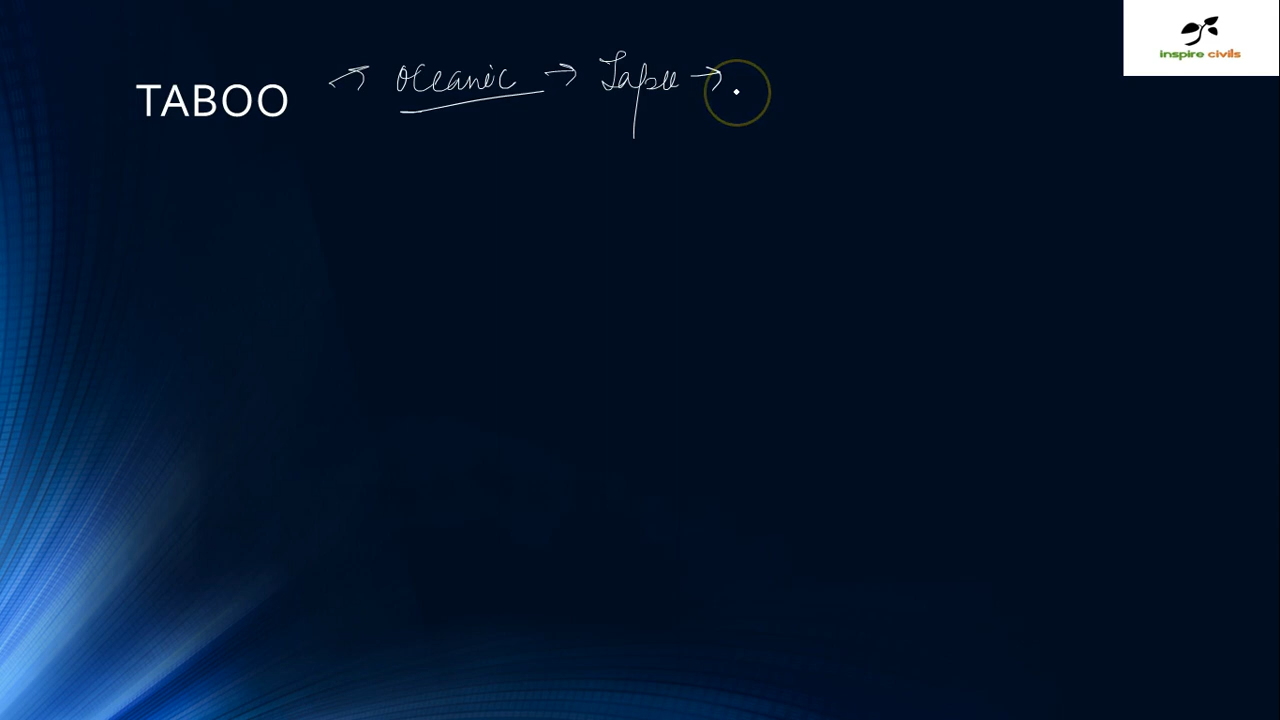 inspire civils
TABOO → Oceanic → Tapu →